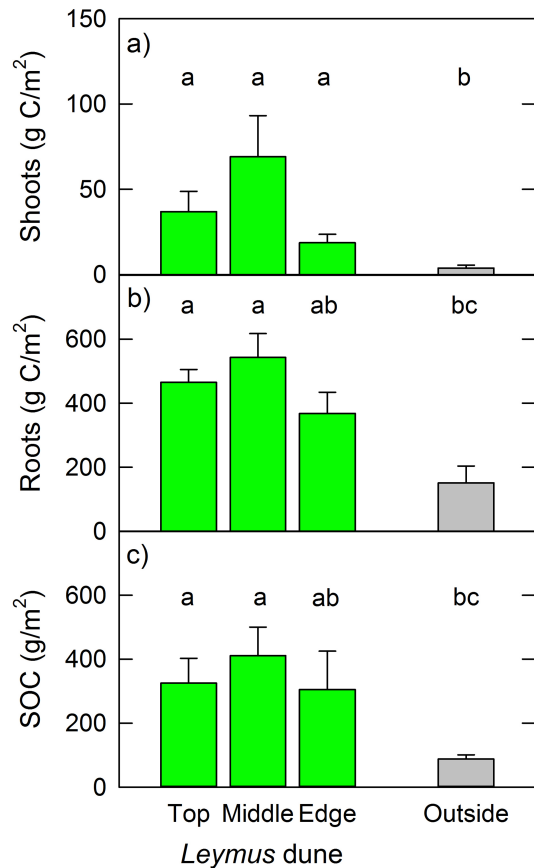 a)
Shoots (g C/m²)
150
100
50
0
a a a b
b)
Roots (g C/m²)
600
400
200
0
a a ab bc
c)
SOC (g/m²)
600
400
200
0
a a ab bc
Top Middle Edge Outside
Leymus dune